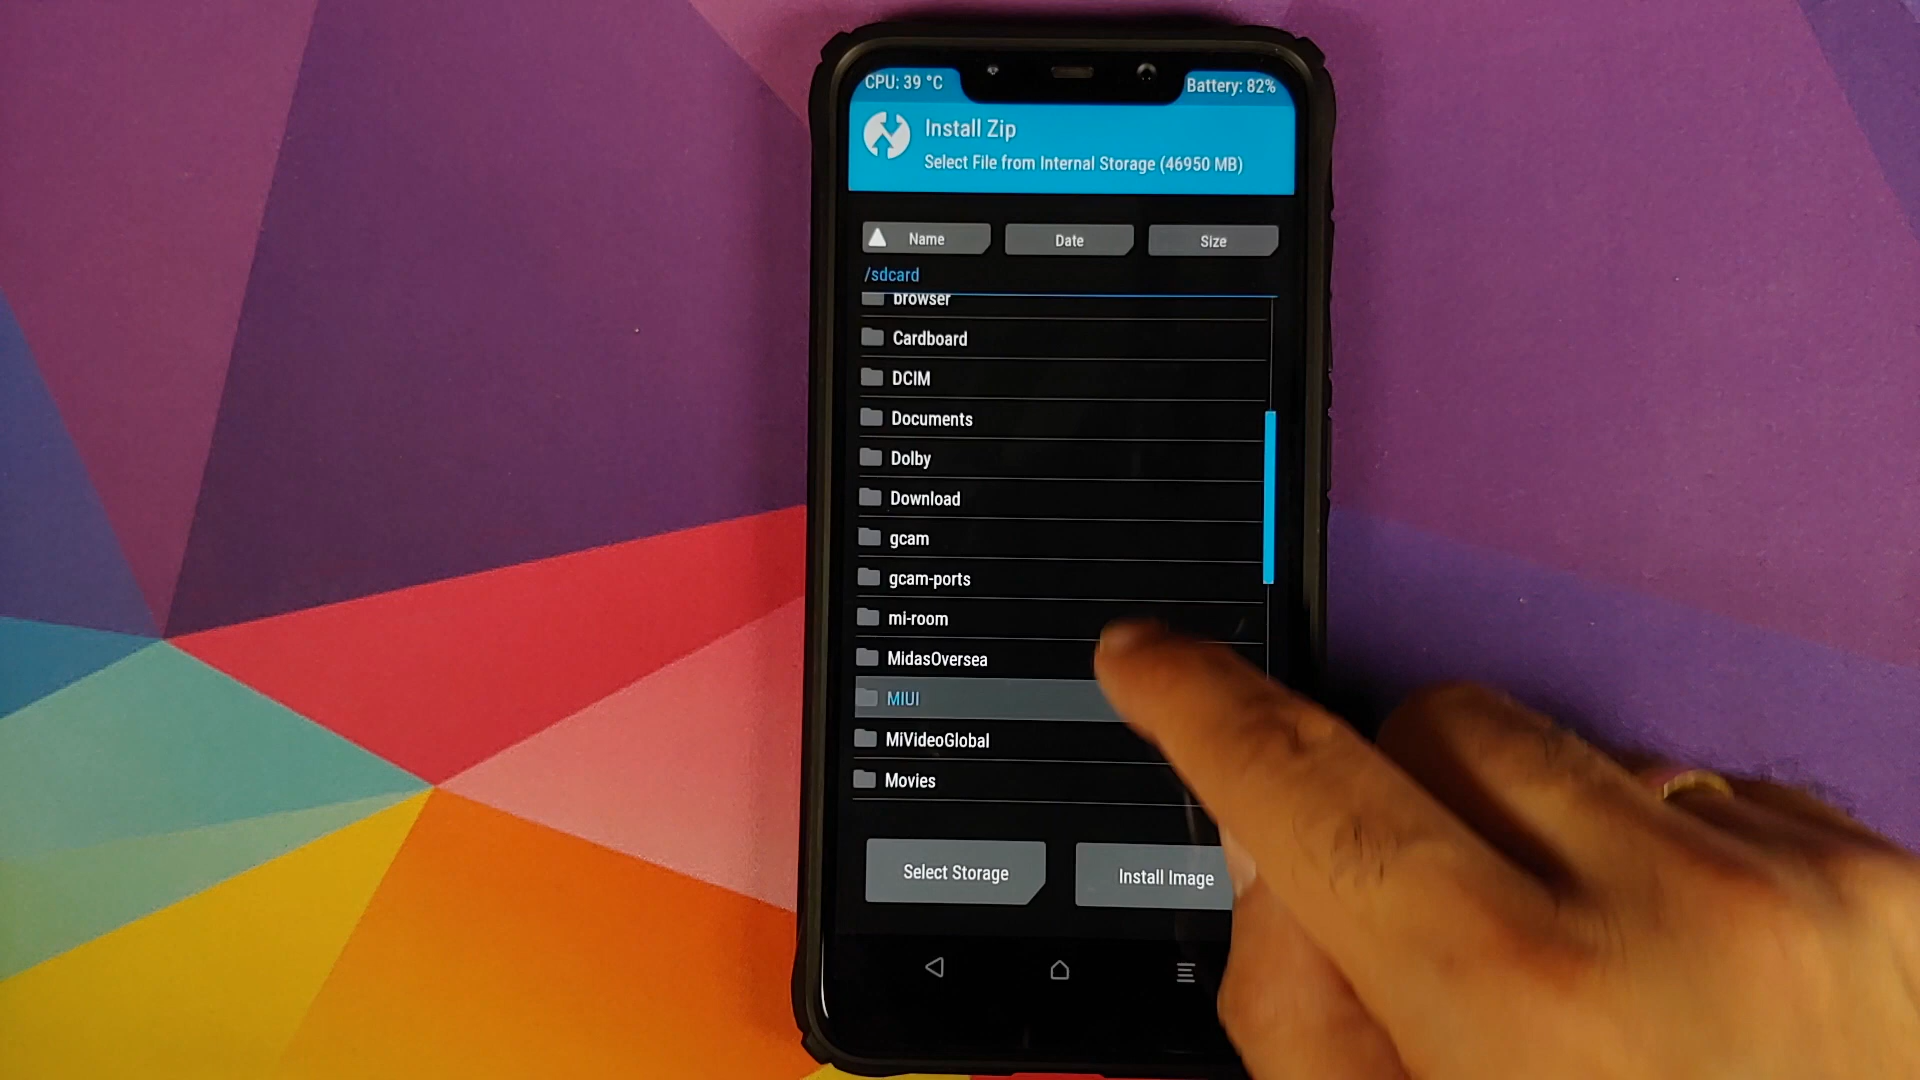 CPU: 39 °C
Battery: 82%
Install Zip
Select File from Internal Storage (46950 MB)
Name
Date
Size
/sdcard
browser
Cardboard
DCIM
Documents
Dolby
Download
gcam
gcam-ports
mi-room
MidasOversea
MIUI
MiVideoGlobal
Movies
Select Storage
Install Image